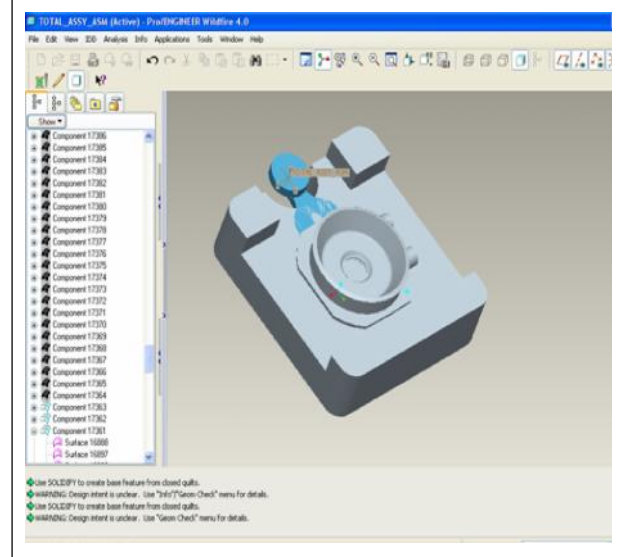 TOTAL_ASSY_ASM (Active) - Pro/ENGINEER Wildfire 4.0
File Edit View IDD Analysis Info Applications Tools Window Help
Show
Component 17386
Component 17385
Component 17384
Component 17383
Component 17382
Component 17381
Component 17380
Component 17379
Component 17378
Component 17377
Component 17376
Component 17375
Component 17374
Component 17373
Component 17372
Component 17371
Component 17370
Component 17369
Component 17368
Component 17367
Component 17366
Component 17365
Component 17364
Component 17363
Component 17362
Component 17361
Surface 16888
Surface 16897
Use SOLIDIFY to create base feature from closed quilts.
WARNING: Design intent is unclear. Use "Info"/"Geom Check" menu for details.
Use SOLIDIFY to create base feature from closed quilts.
WARNING: Design intent is unclear. Use "Info"/"Geom Check" menu for details.